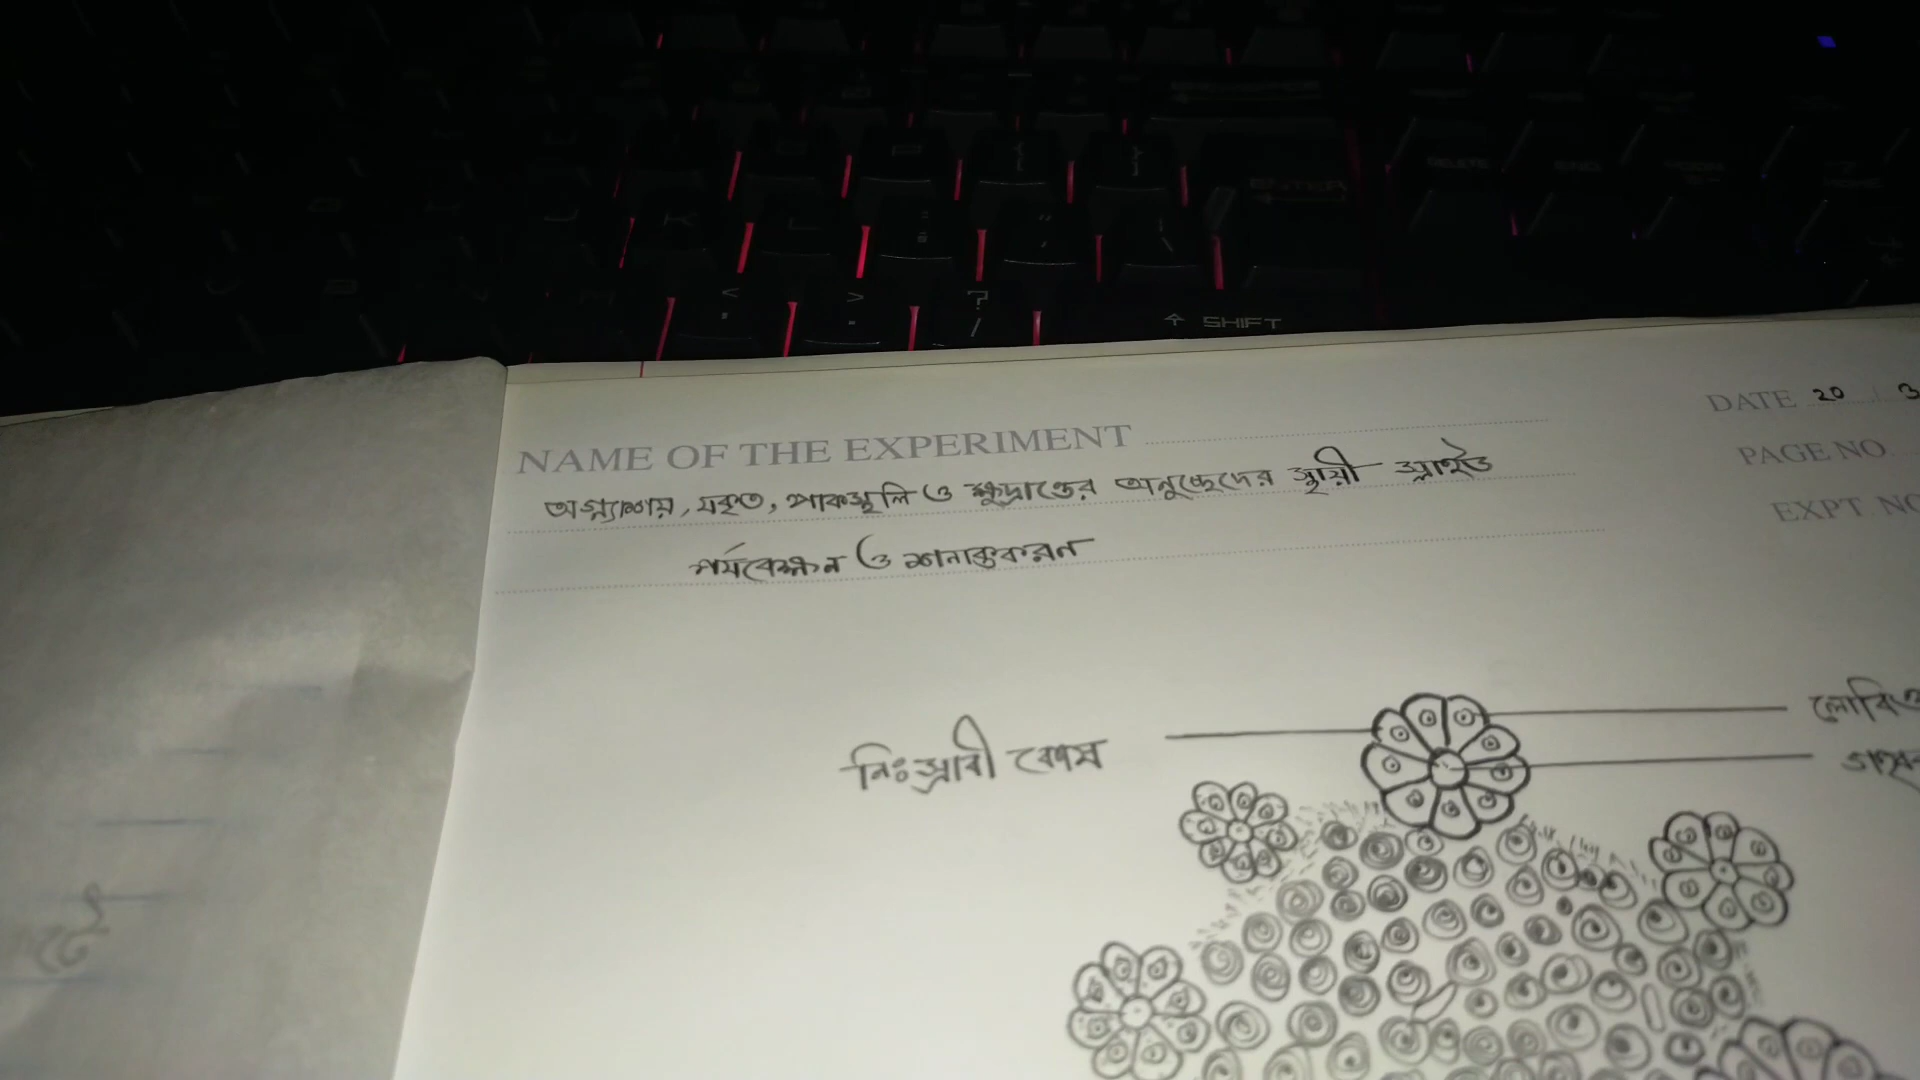 SHIFT
DATE 20
NAME OF THE EXPERIMENT
PAGE NO
অগ্ন্যাশয়, যকৃত, পাকস্থলি ও ক্ষুদ্রান্তের অনুচ্ছেদের স্থায়ী স্লাইড
EXPT NO
পর্যবেক্ষন ও শনাক্তকরন
নিঃস্রাবী কোষ